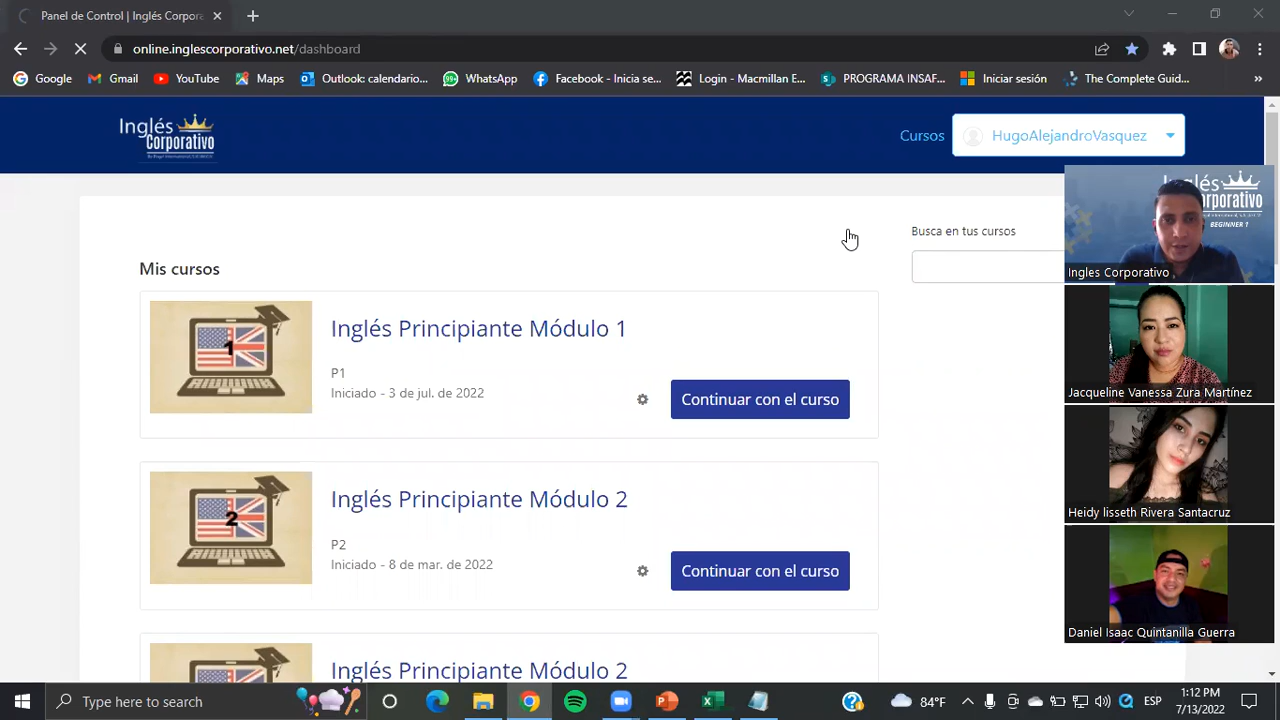 Panel de Control | Inglés Corpora
online.inglescorporativo.net/dashboard
Google
Gmail
YouTube
Maps
Outlook: calendario...
WhatsApp
Facebook - Inicia se...
Login - Macmillan E...
PROGRAMA INSAF...
Iniciar sesión
The Complete Guid...
Inglés
Corporativo
Cursos
HugoAlejandroVasquez
Busca en tus cursos
Mis cursos
Inglés Principiante Módulo 1
P1
Iniciado - 3 de jul. de 2022
Continuar con el curso
Inglés Principiante Módulo 2
P2
Iniciado - 8 de mar. de 2022
Continuar con el curso
Inglés Principiante Módulo 2
BEGINNER 1
Ingles Corporativo
Jacqueline Vanessa Zura Martínez
Heidy lisseth Rivera Santacruz
Daniel Isaac Quintanilla Guerra
Type here to search
84°F
ESP
1:12 PM
7/13/2022